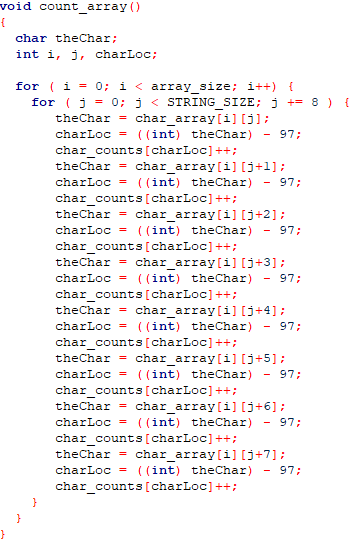 void count_array()
{
  char theChar;
  int i, j, charLoc;

  for ( i = 0; i < array_size; i++) {
    for ( j = 0; j < STRING_SIZE; j += 8 ) {
       theChar = char_array[i][j];
       charLoc = ((int) theChar) - 97;
       char_counts[charLoc]++;
       theChar = char_array[i][j+1];
       charLoc = ((int) theChar) - 97;
       char_counts[charLoc]++;
       theChar = char_array[i][j+2];
       charLoc = ((int) theChar) - 97;
       char_counts[charLoc]++;
       theChar = char_array[i][j+3];
       charLoc = ((int) theChar) - 97;
       char_counts[charLoc]++;
       theChar = char_array[i][j+4];
       charLoc = ((int) theChar) - 97;
       char_counts[charLoc]++;
       theChar = char_array[i][j+5];
       charLoc = ((int) theChar) - 97;
       char_counts[charLoc]++;
       theChar = char_array[i][j+6];
       charLoc = ((int) theChar) - 97;
       char_counts[charLoc]++;
       theChar = char_array[i][j+7];
       charLoc = ((int) theChar) - 97;
       char_counts[charLoc]++;
    }
  }
}